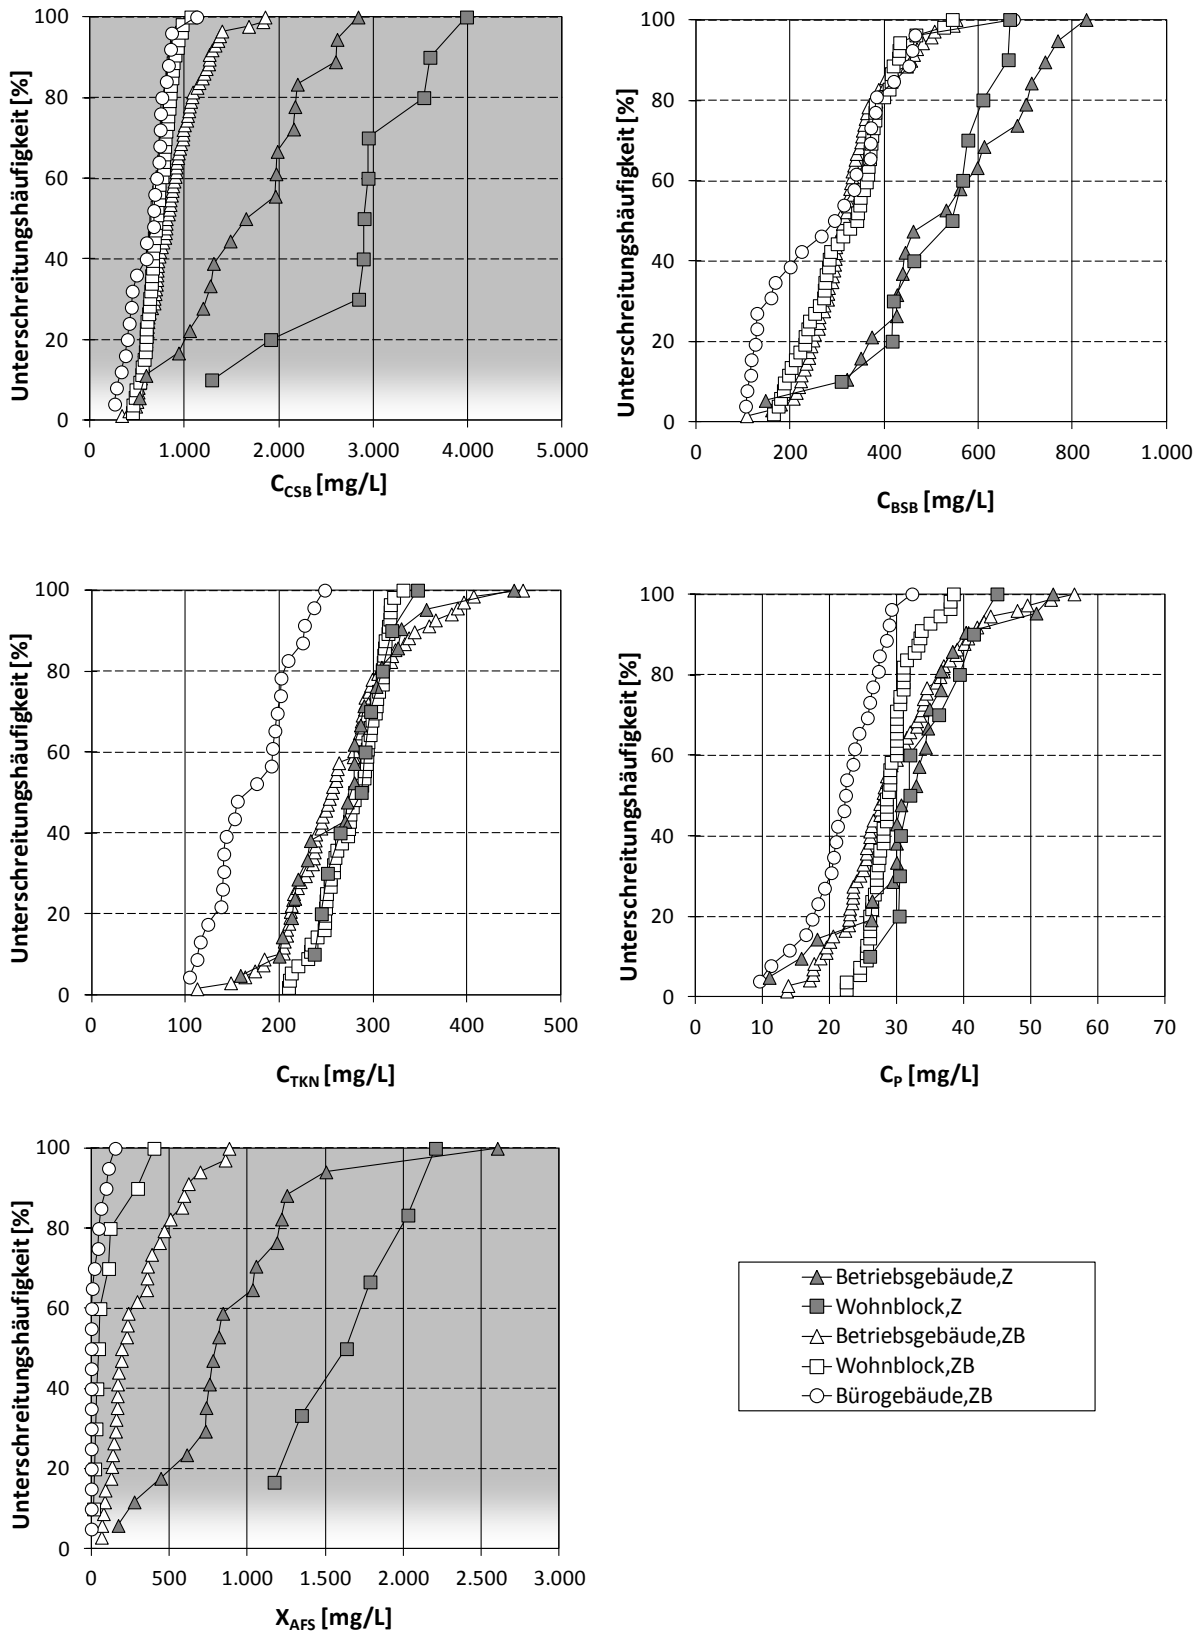 Unterschreitungshäufigkeit [%]
100
80
60
40
20
0
0 1.000 2.000 3.000 4.000 5.000
C_CSB [mg/L]
Unterschreitungshäufigkeit [%]
100
80
60
40
20
0
0 200 400 600 800 1.000
C_BSB [mg/L]
Unterschreitungshäufigkeit [%]
100
80
60
40
20
0
0 100 200 300 400 500
C_TKN [mg/L]
Unterschreitungshäufigkeit [%]
100
80
60
40
20
0
0 10 20 30 40 50 60 70
C_P [mg/L]
Unterschreitungshäufigkeit [%]
100
80
60
40
20
0
0 500 1.000 1.500 2.000 2.500 3.000
X_AFS [mg/L]
Betriebsgebäude,Z
Wohnblock,Z
Betriebsgebäude,ZB
Wohnblock,ZB
Bürogebäude,ZB